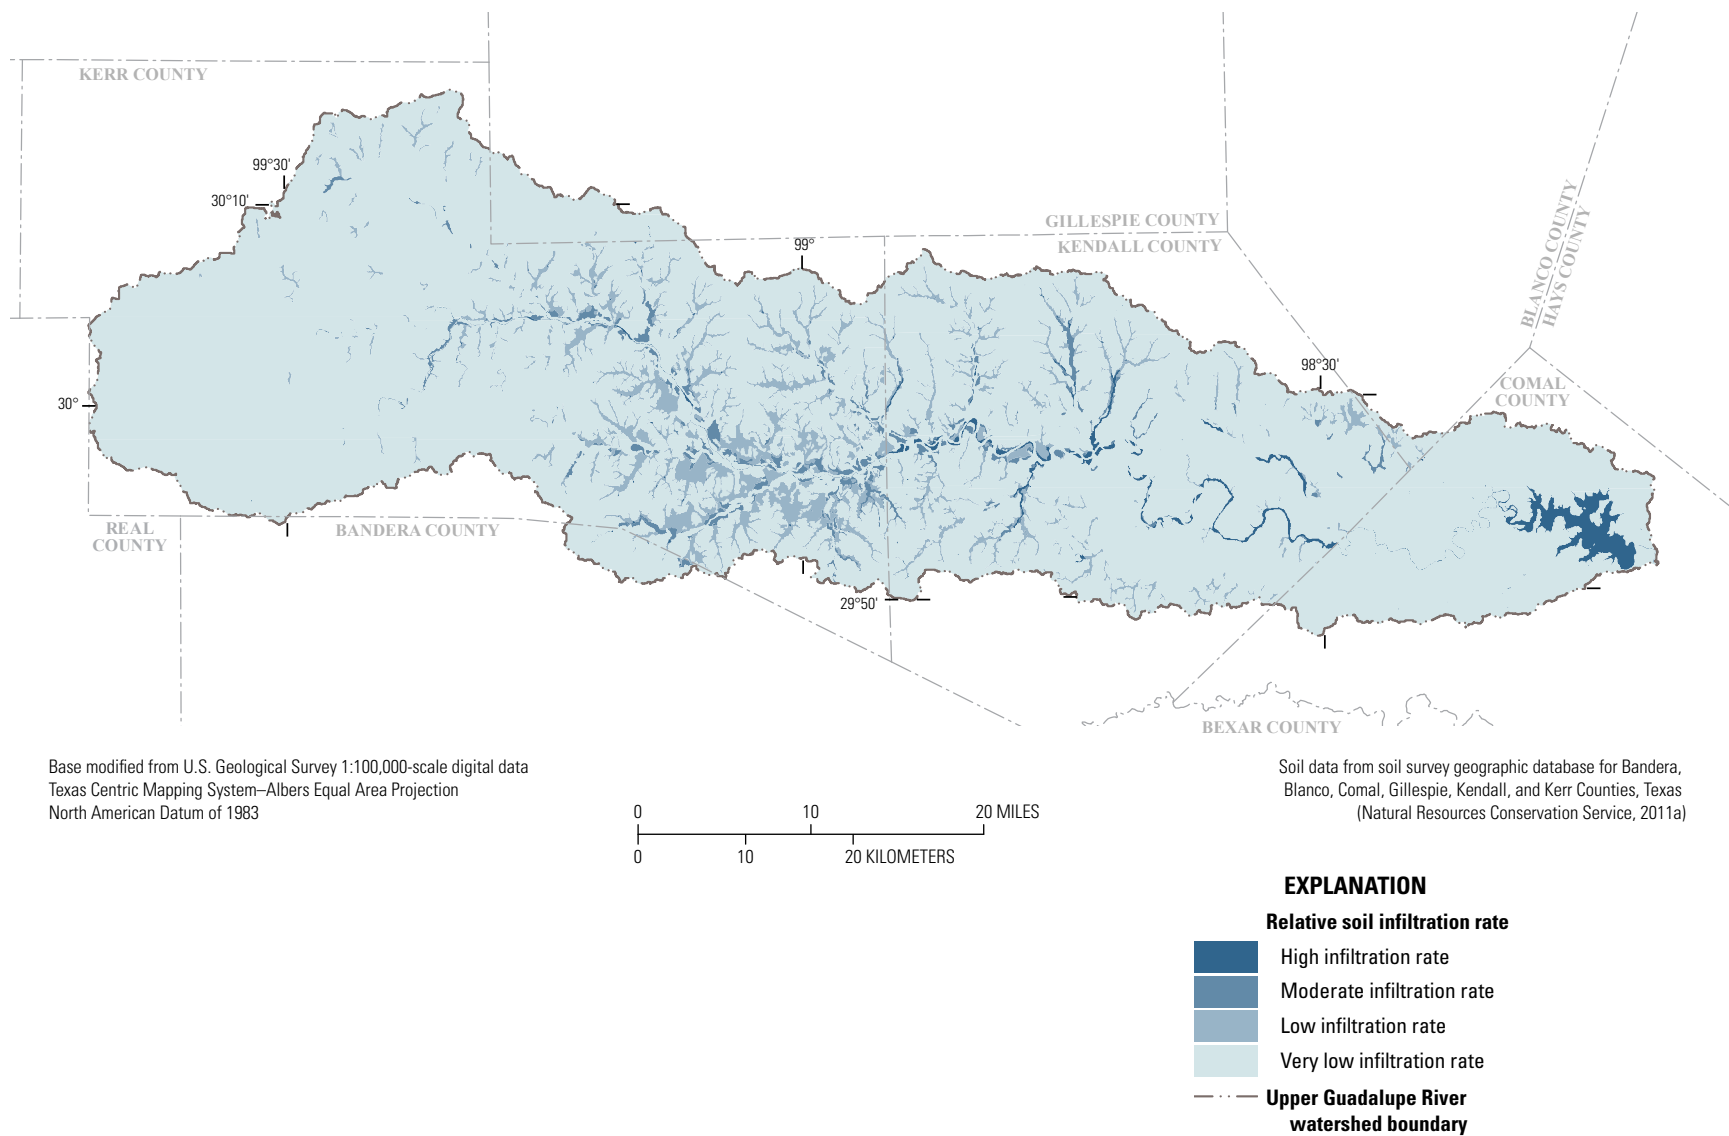 KERR COUNTY
99°30'
30°10'
GILLESPIE COUNTY
KENDALL COUNTY
99°
BLANCO COUNTY
HAYS COUNTY
98°30'
COMAL
COUNTY
30°
REAL
COUNTY
BANDERA COUNTY
29°50'
BEXAR COUNTY
Base modified from U.S. Geological Survey 1:100,000-scale digital data
Texas Centric Mapping System–Albers Equal Area Projection
North American Datum of 1983
Soil data from soil survey geographic database for Bandera,
Blanco, Comal, Gillespie, Kendall, and Kerr Counties, Texas
(Natural Resources Conservation Service, 2011a)
0 10 20 MILES
0 10 20 KILOMETERS
EXPLANATION
Relative soil infiltration rate
High infiltration rate
Moderate infiltration rate
Low infiltration rate
Very low infiltration rate
Upper Guadalupe River
watershed boundary